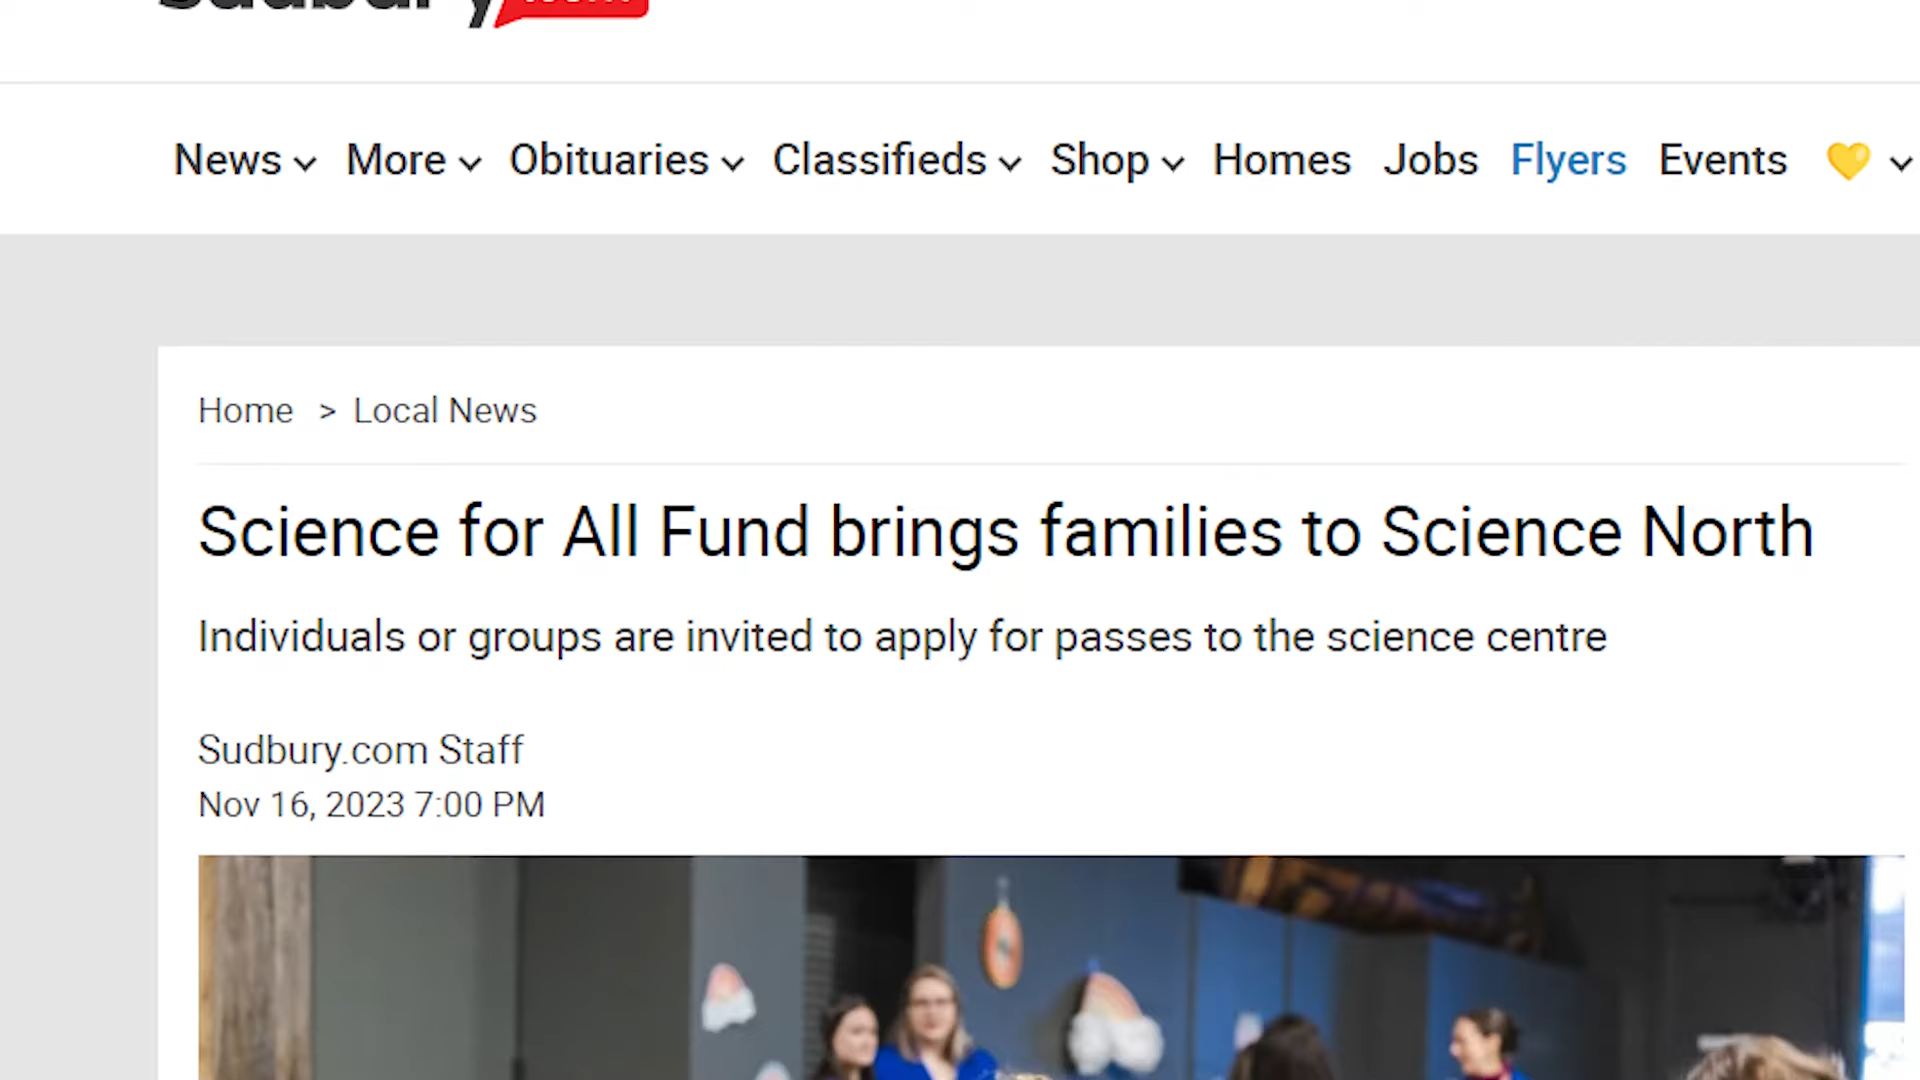 News More Obituaries Classifieds Shop Homes Jobs Flyers Events
Home > Local News
Science for All Fund brings families to Science North
Individuals or groups are invited to apply for passes to the science centre
Sudbury.com Staff
Nov 16, 2023 7:00 PM